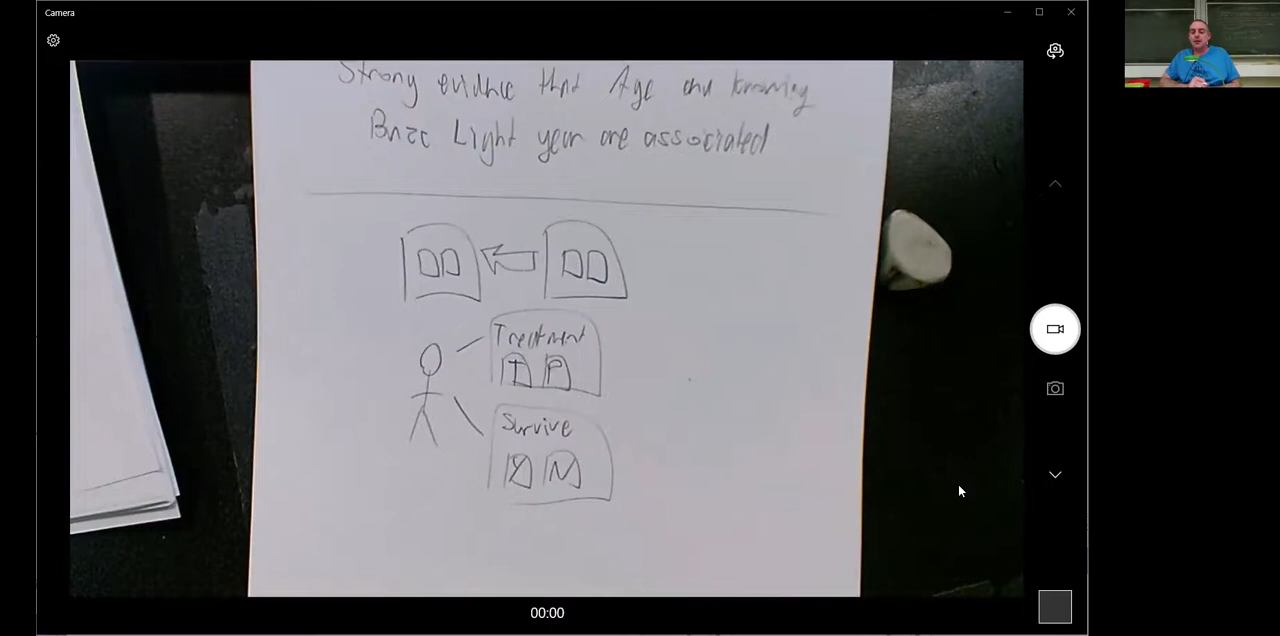 Camera
Strong evidence that Age and knowing
Buzz Light year are associated
Treatment
T P
Survive
Y N
00:00